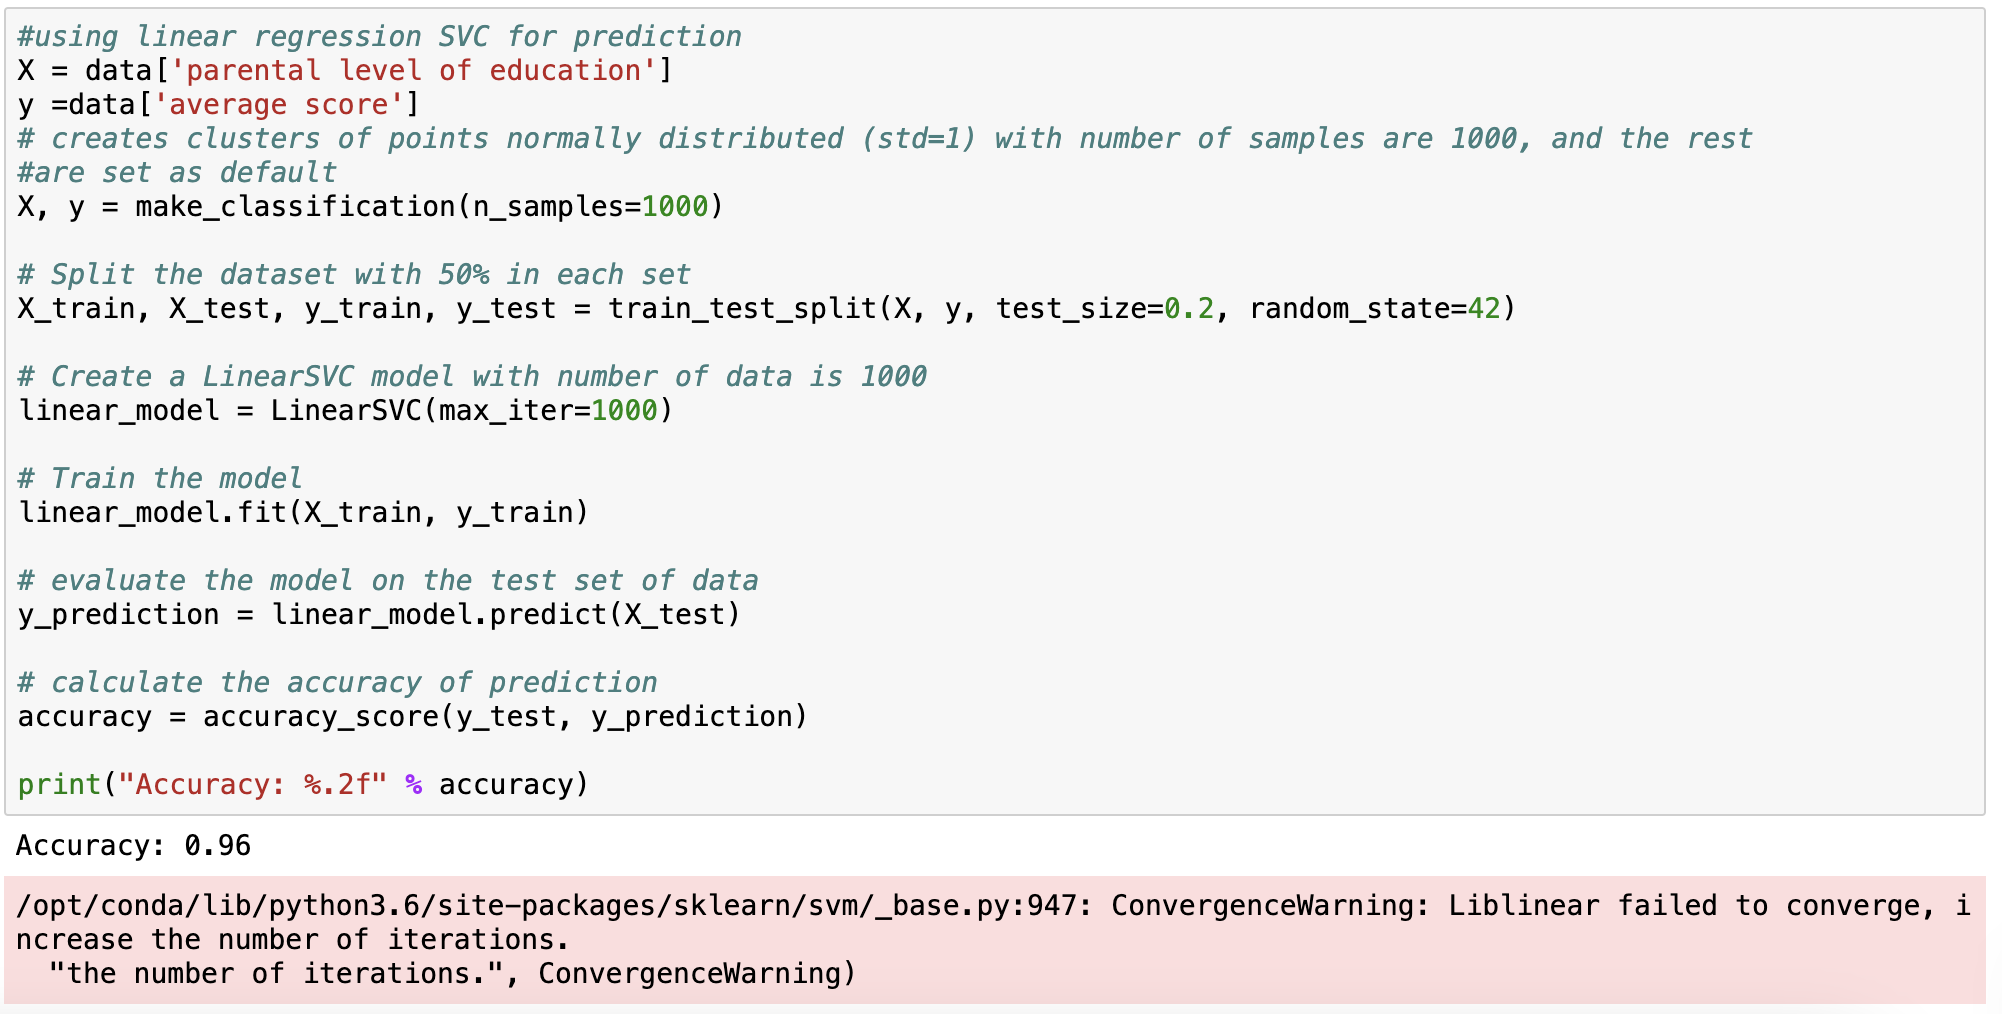 #using linear regression SVC for prediction
X = data['parental level of education']
y =data['average score']
# creates clusters of points normally distributed (std=1) with number of samples are 1000, and the rest
#are set as default
X, y = make_classification(n_samples=1000)
# Split the dataset with 50% in each set
X_train, X_test, y_train, y_test = train_test_split(X, y, test_size=0.2, random_state=42)
# Create a LinearSVC model with number of data is 1000
linear_model = LinearSVC(max_iter=1000)
# Train the model
linear_model.fit(X_train, y_train)
# evaluate the model on the test set of data
y_prediction = linear_model.predict(X_test)
# calculate the accuracy of prediction
accuracy = accuracy_score(y_test, y_prediction)
print("Accuracy: %.2f" % accuracy)
Accuracy: 0.96
/opt/conda/lib/python3.6/site-packages/sklearn/svm/_base.py:947: ConvergenceWarning: Liblinear failed to converge, i
ncrease the number of iterations.
  "the number of iterations.", ConvergenceWarning)